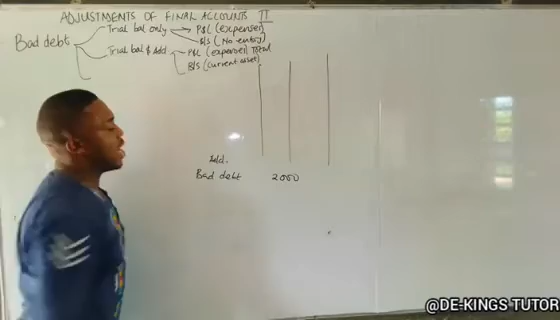 ADJUSTMENTS OF FINAL ACCOUNTS II
Bad debt
Trial bal only
P&L (expenses)
B/S (No entry)
Trial bal & add.
P&L (expenses) Total
B/S (current asset)
add.
Bad debt 2000
@DE-KINGS TUTOR